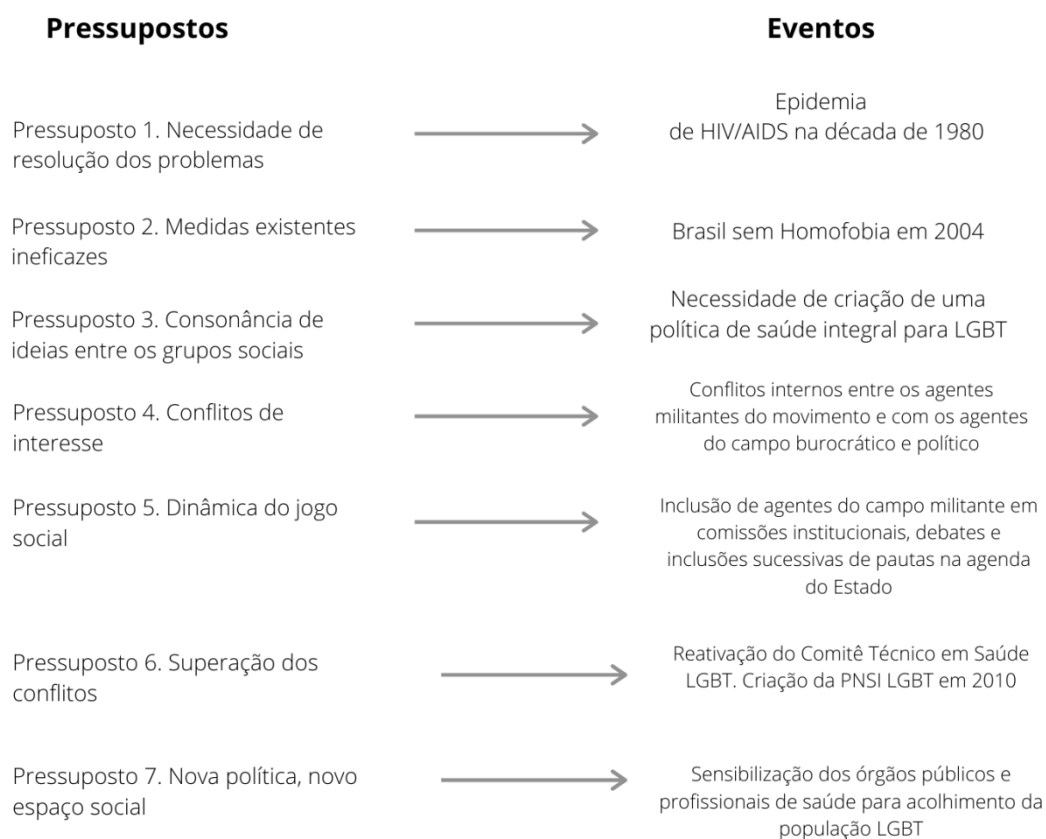 Pressupostos
Eventos
Pressuposto 1. Necessidade de
resolução dos problemas
Epidemia
de HIV/AIDS na década de 1980
Pressuposto 2. Medidas existentes
ineficazes
Brasil sem Homofobia em 2004
Pressuposto 3. Consonância de
ideias entre os grupos sociais
Necessidade de criação de uma
política de saúde integral para LGBT
Pressuposto 4. Conflitos de
interesse
Conflitos internos entre os agentes
militantes do movimento e com os agentes
do campo burocrático e político
Pressuposto 5. Dinâmica do jogo
social
Inclusão de agentes do campo militante em
comissões institucionais, debates e
inclusões sucessivas de pautas na agenda
do Estado
Pressuposto 6. Superação dos
conflitos
Reativação do Comitê Técnico em Saúde
LGBT. Criação da PNSI LGBT em 2010
Pressuposto 7. Nova política, novo
espaço social
Sensibilização dos órgãos públicos e
profissionais de saúde para acolhimento da
população LGBT